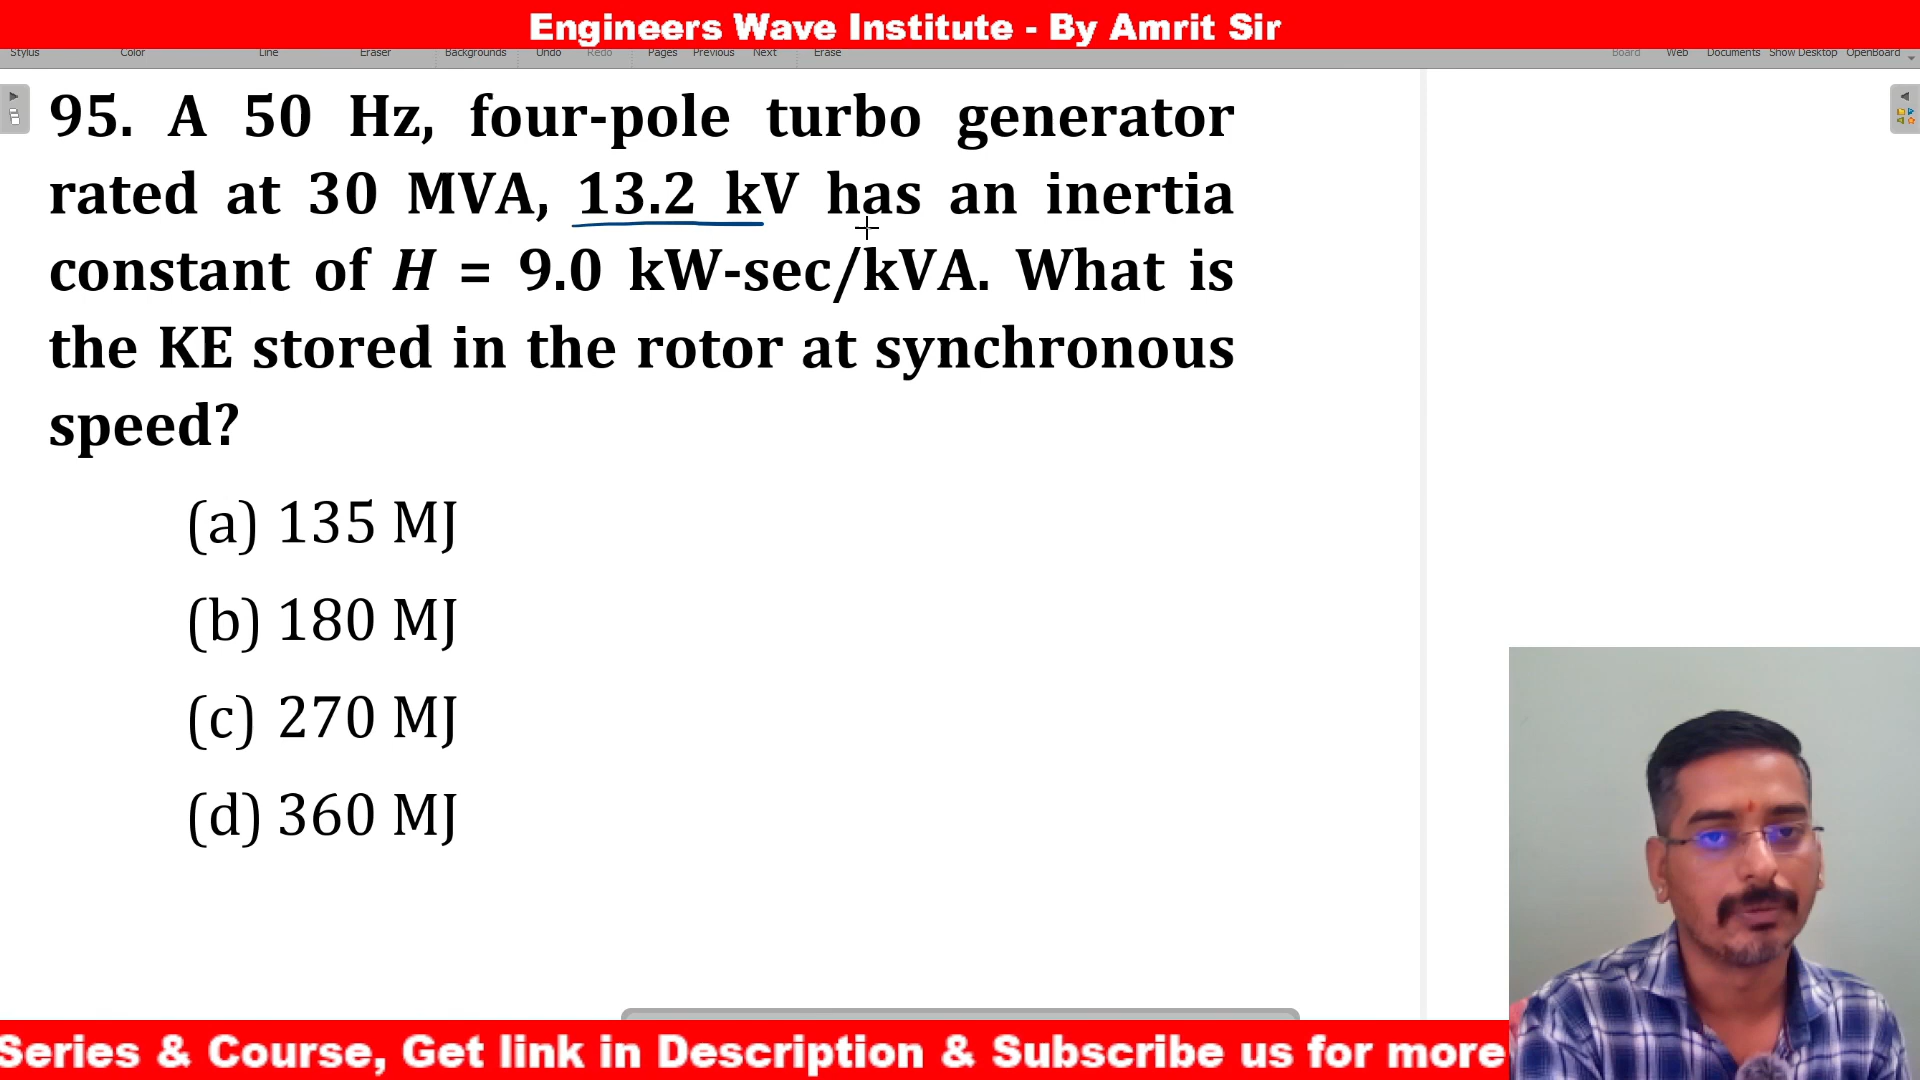 Engineers Wave Institute - By Amrit Sir
Stylus Color Line Eraser Backgrounds Undo Redo Pages Previous Next Erase Board Web Documents Show Desktop OpenBoard
95. A 50 Hz, four-pole turbo generator
rated at 30 MVA, 13.2 kV has an inertia
constant of H = 9.0 kW-sec/kVA. What is
the KE stored in the rotor at synchronous
speed?
(a) 135 MJ
(b) 180 MJ
(c) 270 MJ
(d) 360 MJ
Series & Course, Get link in Description & Subscribe us for more